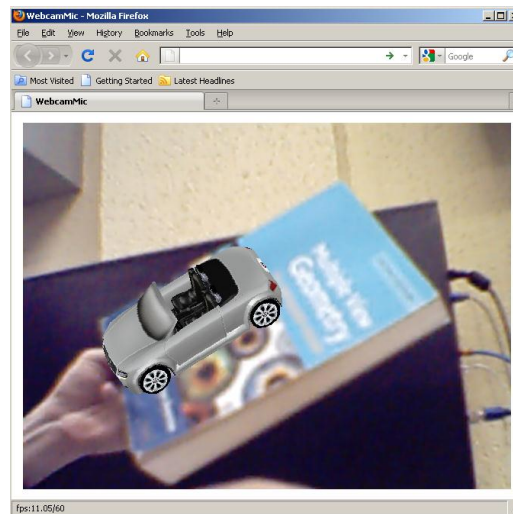 WebcamMic - Mozilla Firefox
File Edit View History Bookmarks Tools Help
Google
Most Visited Getting Started Latest Headlines
WebcamMic
Multiple View
Geometry
fps:11.05/60